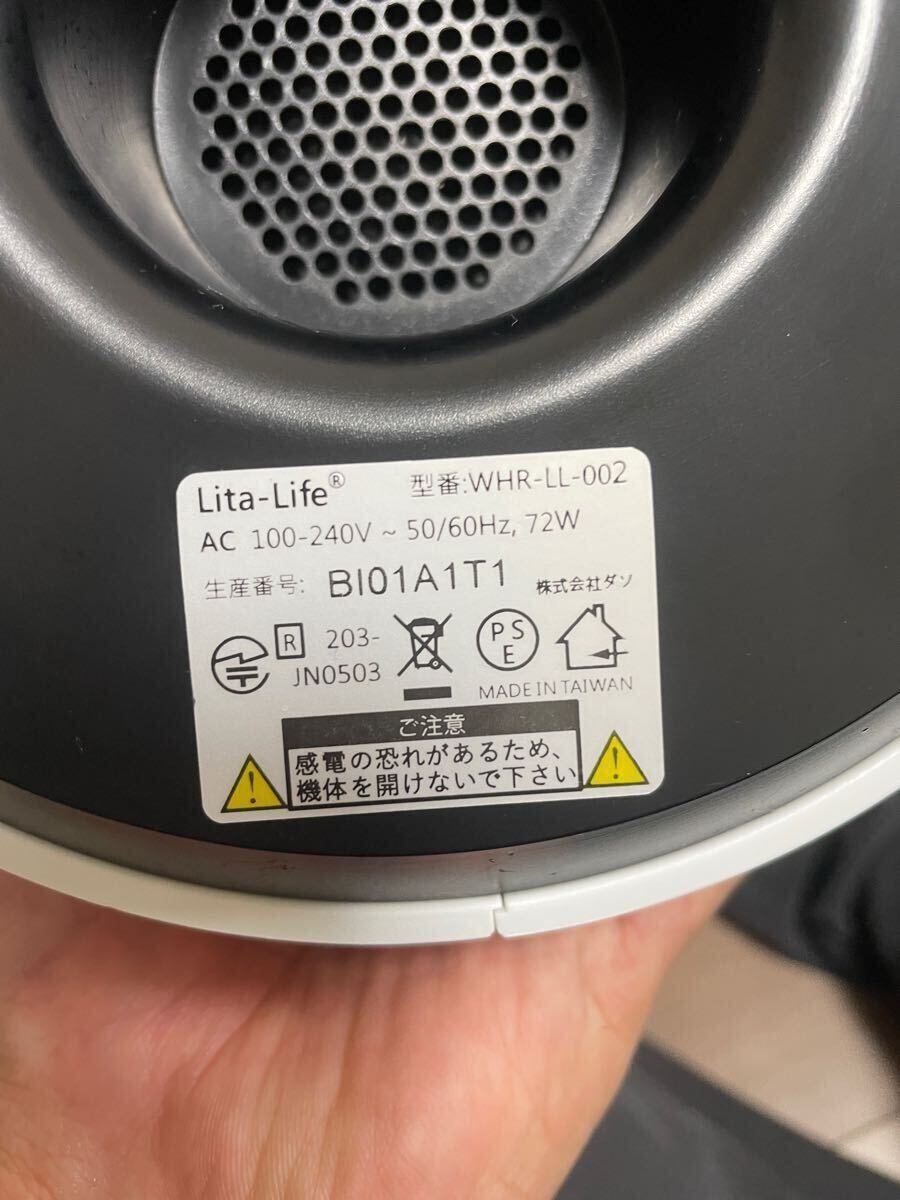 Lita-Life® 型番:WHR-LL-002
AC 100-240V ~ 50/60Hz, 72W
生産番号: BI01A1T1 株式会社ダソ
R 203-JN0503
PSE
MADE IN TAIWAN
ご注意
感電の恐れがあるため、
機体を開けないで下さい